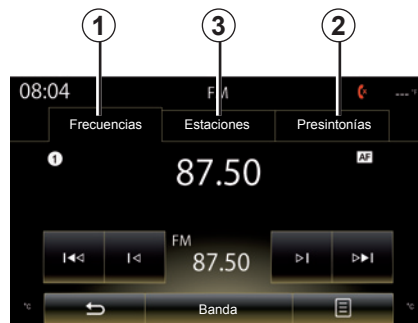 1 3 2
08:04 FM --- °F
Frecuencias Estaciones Presintonías
1 87.50 AF
FM
87.50
°C Banda °C